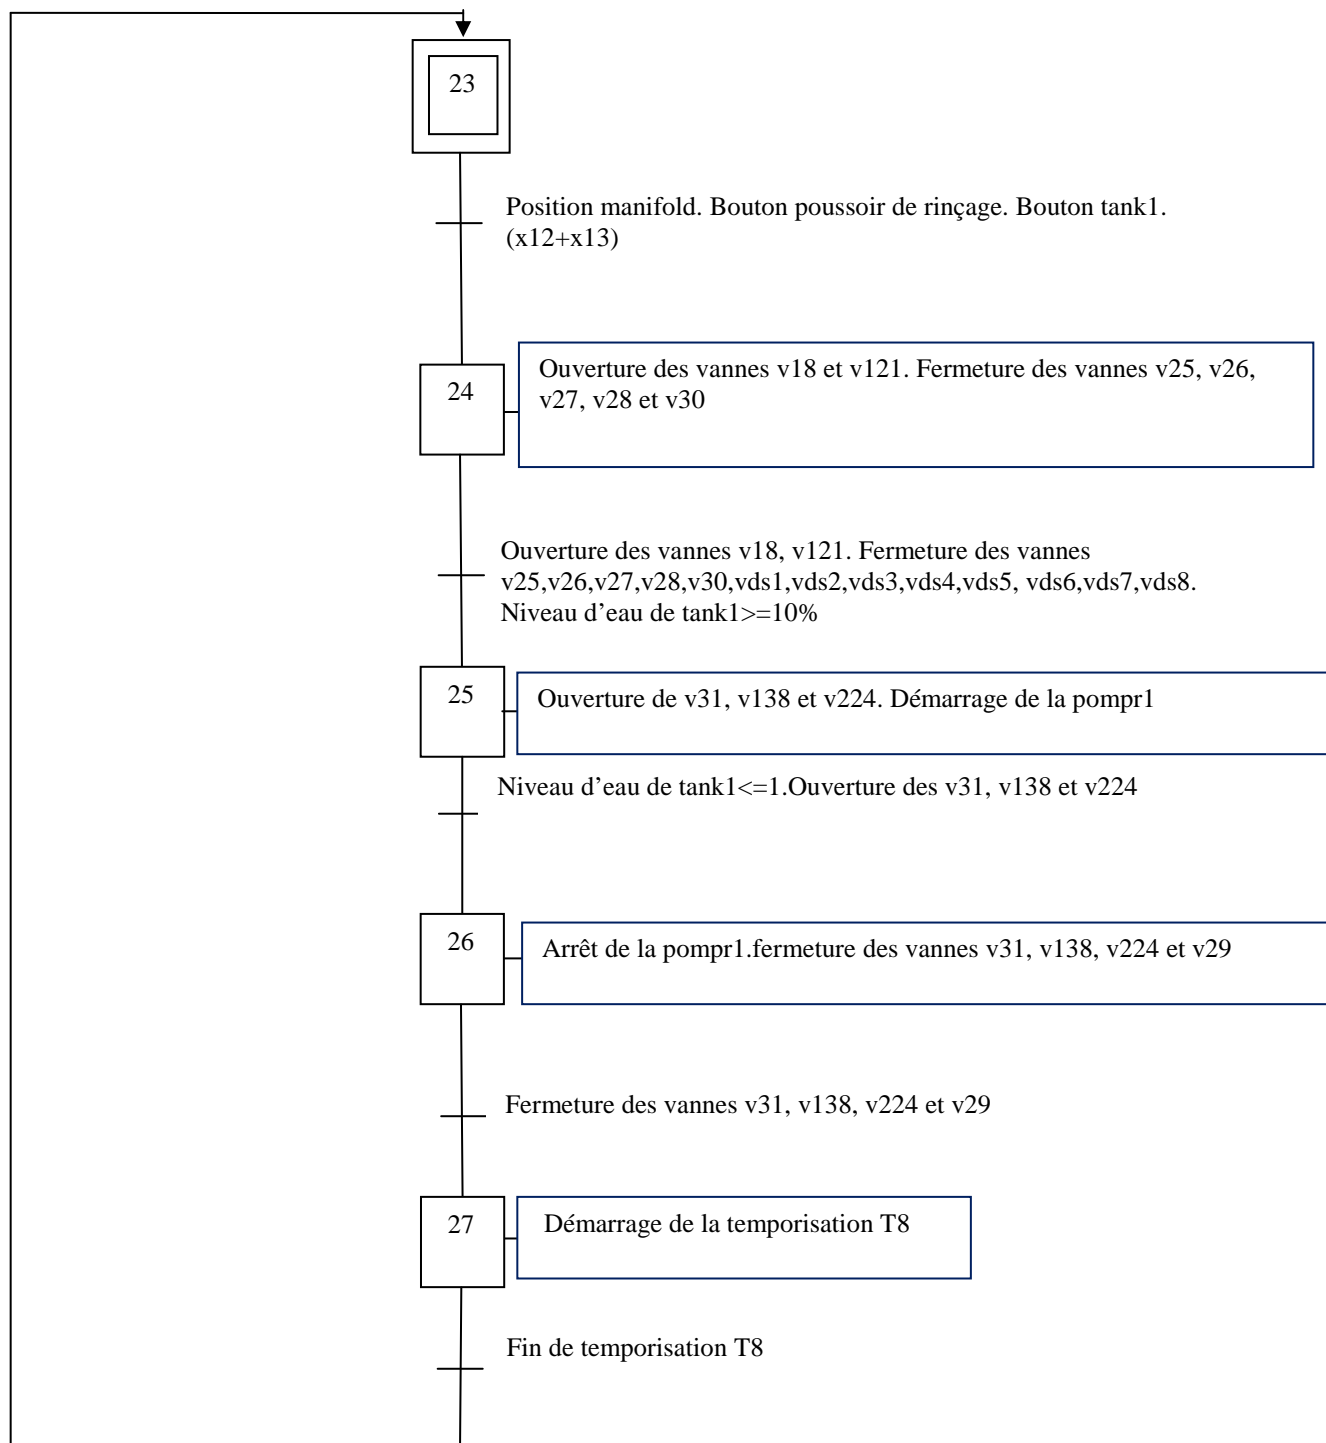 23
Position manifold. Bouton poussoir de rinçage. Bouton tank1.
(x12+x13)
24
Ouverture des vannes v18 et v121. Fermeture des vannes v25, v26,
v27, v28 et v30
Ouverture des vannes v18, v121. Fermeture des vannes
v25,v26,v27,v28,v30,vds1,vds2,vds3,vds4,vds5, vds6,vds7,vds8.
Niveau d’eau de tank1>=10%
25
Ouverture de v31, v138 et v224. Démarrage de la pompr1
Niveau d’eau de tank1<=1.Ouverture des v31, v138 et v224
26
Arrêt de la pompr1.fermeture des vannes v31, v138, v224 et v29
Fermeture des vannes v31, v138, v224 et v29
27
Démarrage de la temporisation T8
Fin de temporisation T8